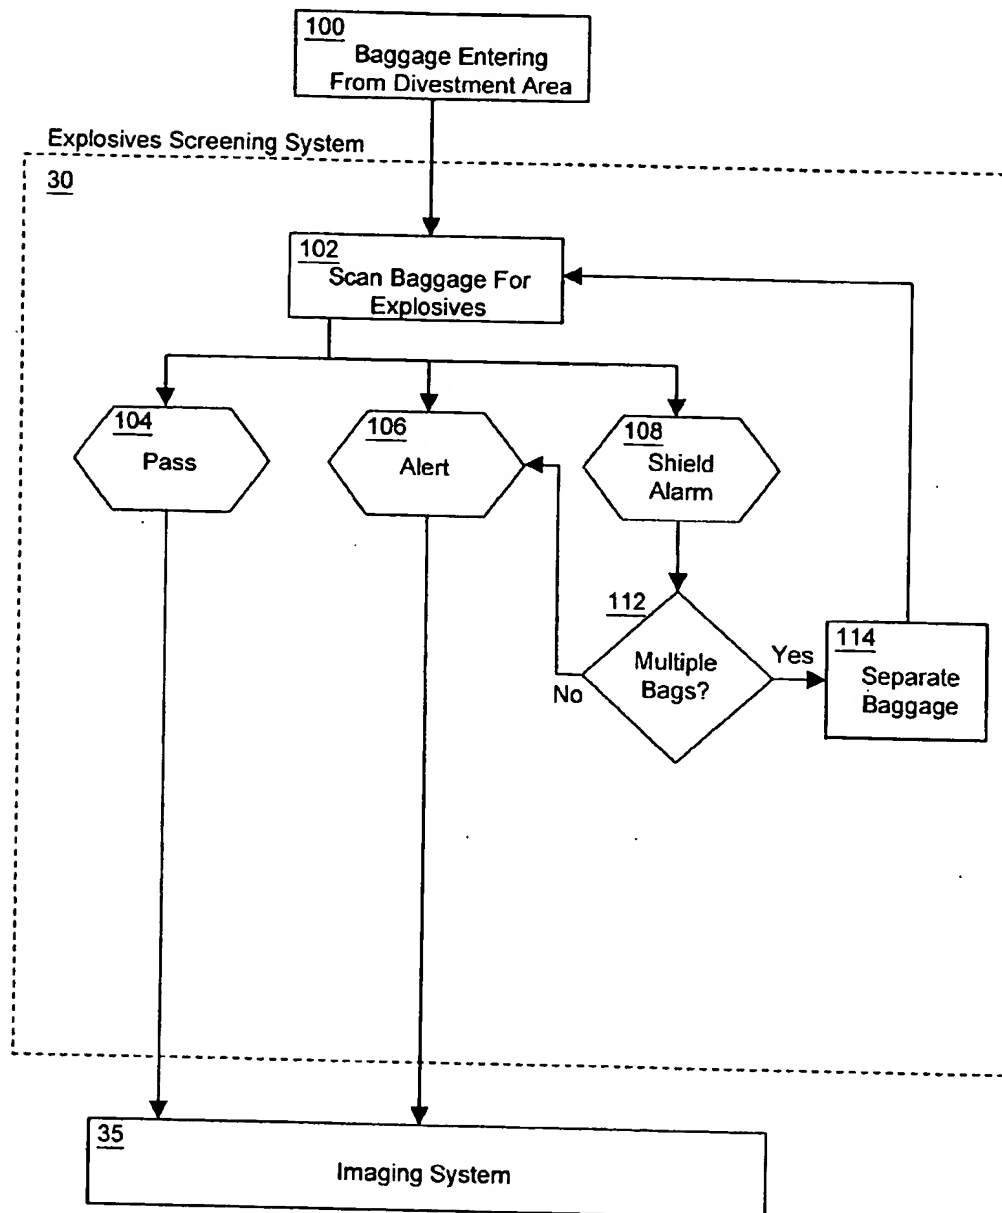 100
Baggage Entering
From Divestment Area
Explosives Screening System
30
102
Scan Baggage For
Explosives
104
Pass
106
Alert
108
Shield
Alarm
112
Multiple
Bags?
No
Yes
114
Separate
Baggage
35
Imaging System